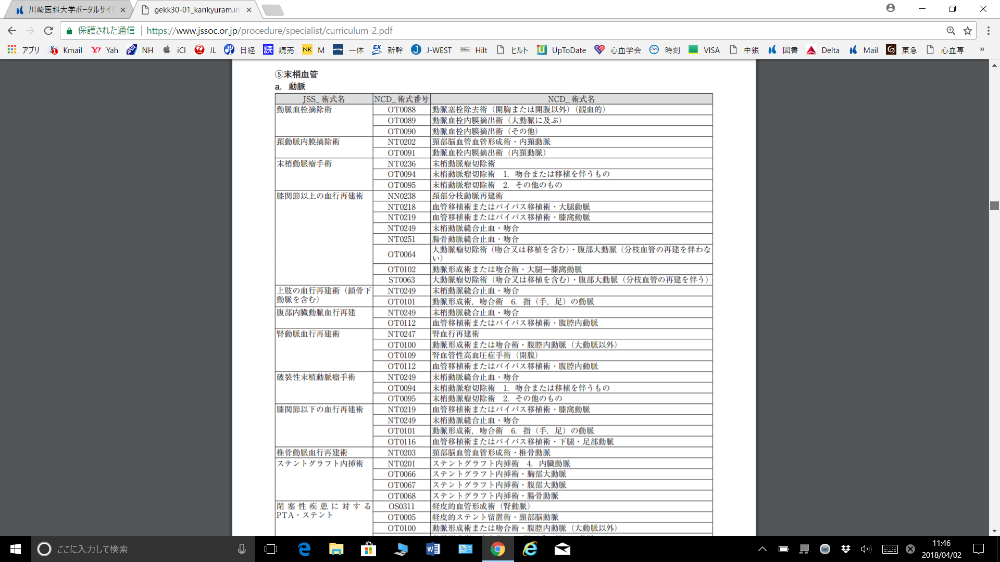 川崎医科大学ポータルサイト
gekk30-01_karikyuram.in
保護された通信 https://www.jssoc.or.jp/procedure/specialist/curriculum-2.pdf
アプリ Kmail Yah NH iCl JL 日経 読売 M 一休 新幹 J-WEST Hilt ヒルト UpToDate 心血学会 時刻 VISA 中銀 図書 Delta Mail 東急 心血専 »
⑤末梢血管
a. 動脈
JSS_ 術式名 NCD_ 術式番号 NCD_ 術式名
動脈血栓摘除術 OT0088 動脈塞栓除去術（開胸または開腹以外）（観血的）
OT0089 動脈血栓内膜摘出術（大動脈に及ぶ）
OT0090 動脈血栓内膜摘出術（その他）
頚動脈内膜摘除術 NT0202 頸部脳血管血管形成術・内頸動脈
OT0091 動脈血栓内膜摘出術（内頸動脈）
末梢動脈瘤手術 NT0236 末梢動脈瘤切除術
OT0094 末梢動脈瘤切除術 1. 吻合または移植を伴うもの
OT0095 末梢動脈瘤切除術 2. その他のもの
膝関節以上の血行再建術 NN0238 頚部分枝動脈再建術
NT0218 血管移植術またはバイパス移植術・大腿動脈
NT0219 血管移植術またはバイパス移植術・膝窩動脈
NT0249 末梢動脈縫合止血・吻合
NT0251 腸骨動脈縫合止血・吻合
OT0064 大動脈瘤切除術（吻合又は移植を含む）・腹部大動脈（分枝血管の再建を伴わな
い）
OT0102 動脈形成術または吻合術・大腿―膝窩動脈
ST0063 大動脈瘤切除術（吻合又は移植を含む）・腹部大動脈（分枝血管の再建を伴う）
上肢の血行再建術（鎖骨下 NT0249 末梢動脈縫合止血・吻合
動脈を含む） OT0101 動脈形成術，吻合術 6. 指（手，足）の動脈
腹部内臓動脈血行再建 NT0249 末梢動脈縫合止血・吻合
OT0112 血管移植術またはバイパス移植術・腹腔内動脈
腎動脈血行再建術 NT0247 腎血行再建術
OT0100 動脈形成術または吻合術・腹腔内動脈（大動脈以外）
OT0109 腎血管性高血圧症手術（開腹）
OT0112 血管移植術またはバイパス移植術・腹腔内動脈
破裂性末梢動脈瘤手術 NT0249 末梢動脈縫合止血・吻合
OT0094 末梢動脈瘤切除術 1. 吻合または移植を伴うもの
OT0095 末梢動脈瘤切除術 2. その他のもの
膝関節以下の血行再建術 NT0219 血管移植術またはバイパス移植術・膝窩動脈
NT0249 末梢動脈縫合止血・吻合
OT0101 動脈形成術，吻合術 6. 指（手，足）の動脈
OT0116 血管移植術またはバイパス移植術・下腿・足部動脈
椎骨動脈血行再建術 NT0203 頸部脳血管血管形成術・椎骨動脈
ステントグラフト内挿術 NT0201 ステントグラフト内挿術 4. 内臓動脈
OT0066 ステントグラフト内挿術・胸部大動脈
OT0067 ステントグラフト内挿術・腹部大動脈
OT0068 ステントグラフト内挿術・腸骨動脈
閉塞性疾患に対する OS0311 経皮的血管形成術（腎動脈）
PTA・ステント OT0005 経皮的ステント留置術・頸部脳動脈
OT0100 動脈形成術または吻合術・腹腔内動脈（大動脈以外）
ここに入力して検索
11:46
2018/04/02